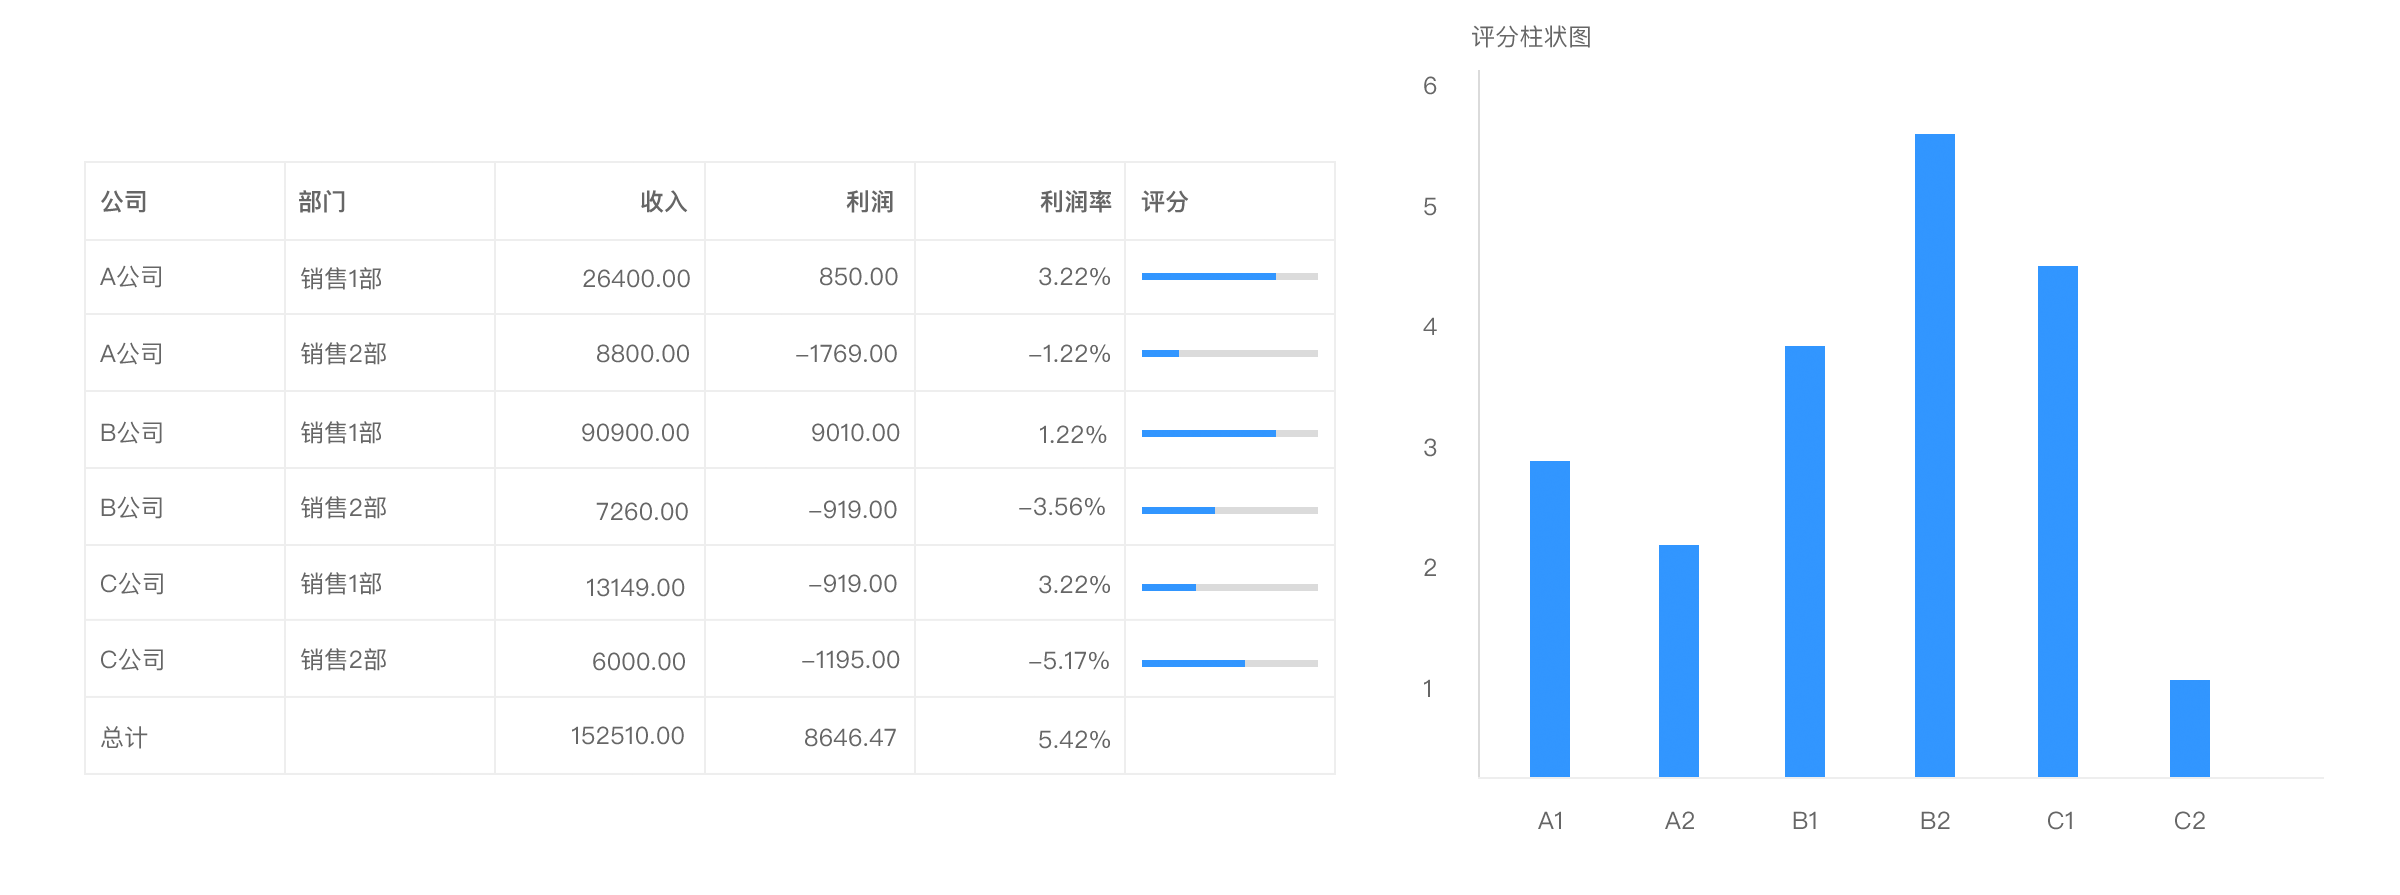 公司 部门 收入 利润 利润率 评分
A公司 销售1部 26400.00 850.00 3.22%
A公司 销售2部 8800.00 –1769.00 –1.22%
B公司 销售1部 90900.00 9010.00 1.22%
B公司 销售2部 7260.00 –919.00 –3.56%
C公司 销售1部 13149.00 –919.00 3.22%
C公司 销售2部 6000.00 –1195.00 –5.17%
总计 152510.00 8646.47 5.42%
评分柱状图
6
5
4
3
2
1
A1 A2 B1 B2 C1 C2